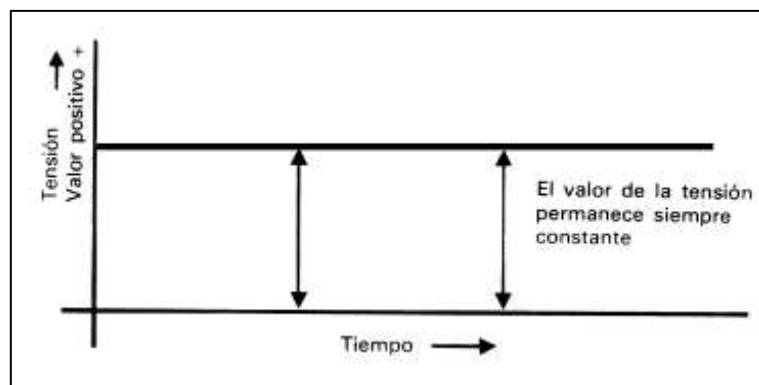 Tensión
Valor positivo +
El valor de la tensión
permanece siempre
constante
Tiempo